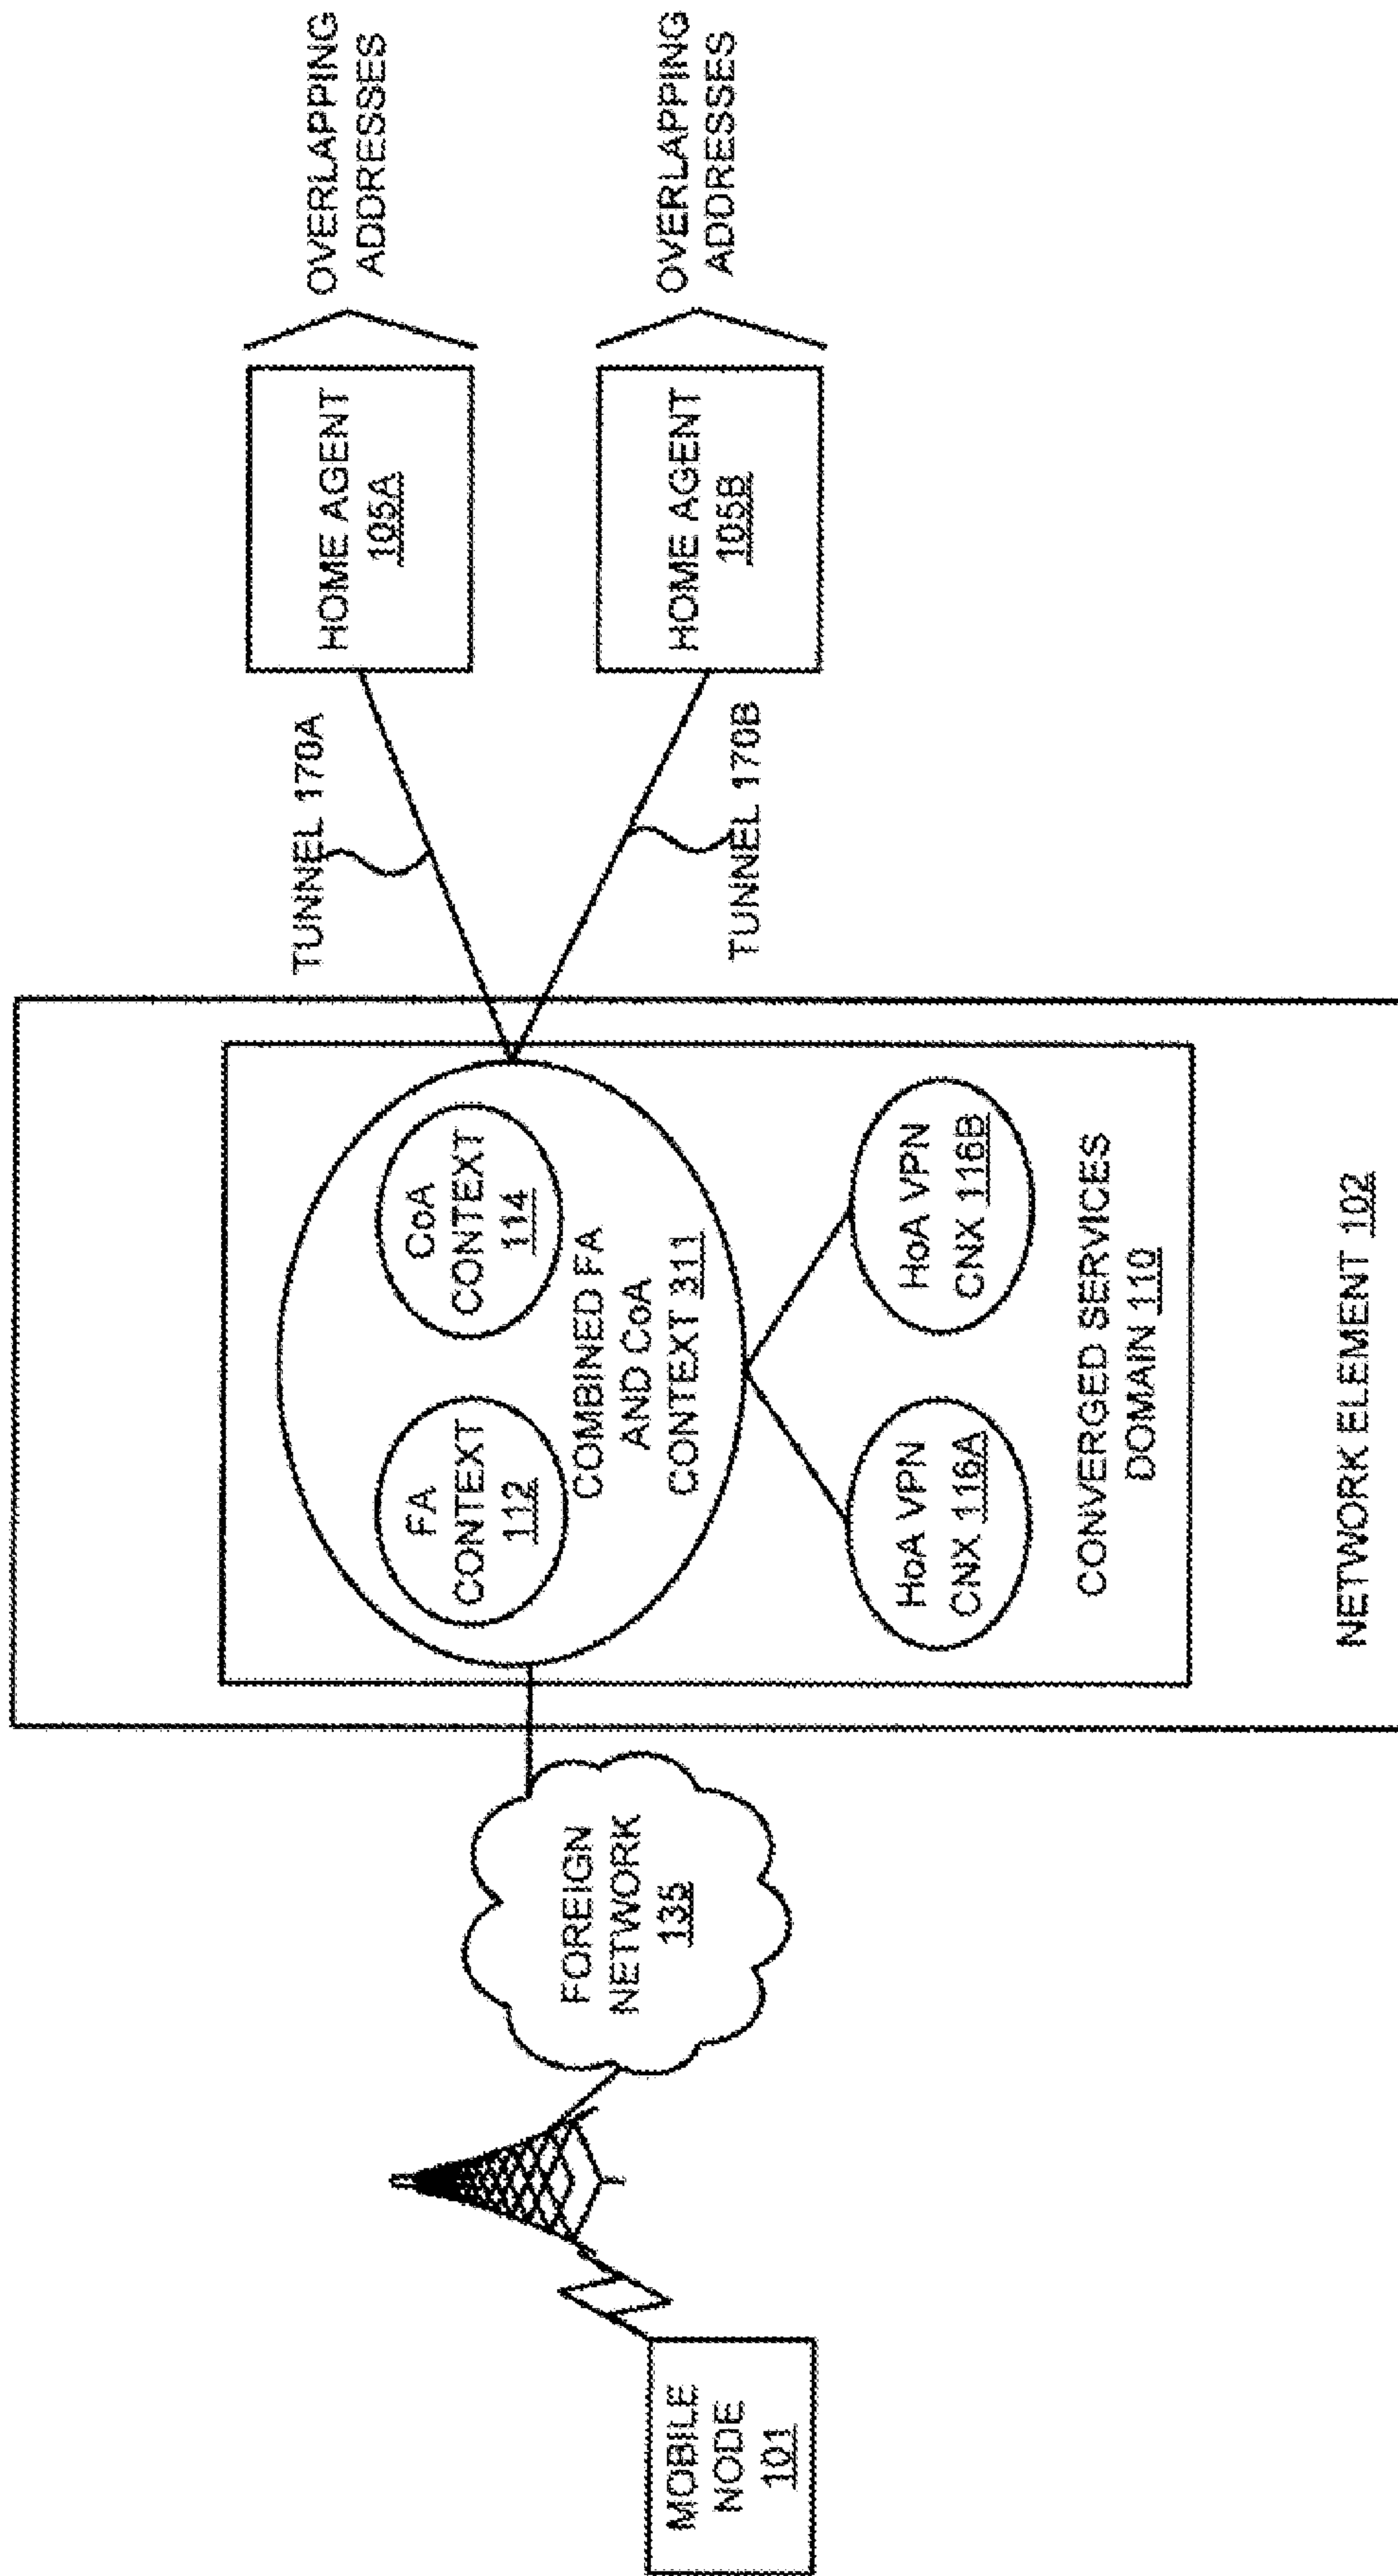 MOBILE
NODE
101
FOREIGN
NETWORK
135
FA
CONTEXT
112
CoA
CONTEXT
114
COMBINED FA
AND CoA
CONTEXT 311
HoA VPN
CNX 116A
HoA VPN
CNX 116B
CONVERGED SERVICES
DOMAIN 110
NETWORK ELEMENT 102
TUNNEL 170A
TUNNEL 170B
HOME AGENT
105A
HOME AGENT
105B
OVERLAPPING
ADDRESSES
OVERLAPPING
ADDRESSES